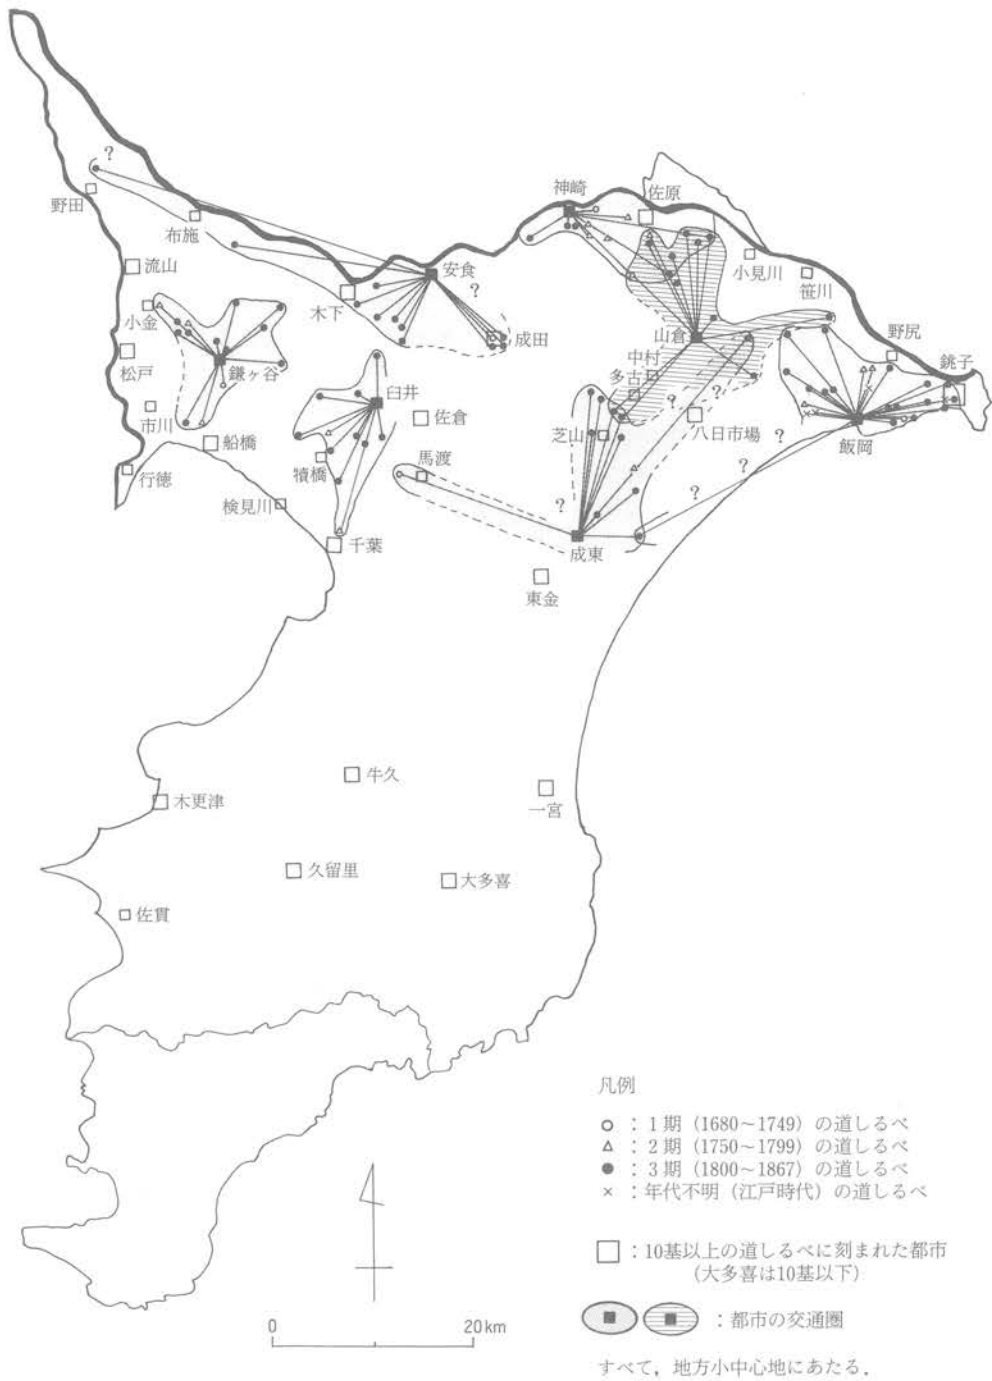 ?
野田
布施
流山
小金
松戸
鎌ヶ谷
市川
船橋
行徳
検見川
木下
安食
?
成田
臼井
佐倉
犢橋
馬渡
千葉
神崎
佐原
小見川
笹川
山倉
中村
多古
?
?
芝山
八日市場
野尻
銚子
飯岡
?
?
?
?
成東
東金
牛久
木更津
一宮
久留里
大多喜
佐貫
凡例
○ : 1期 (1680~1749) の道しるべ
△ : 2期 (1750~1799) の道しるべ
● : 3期 (1800~1867) の道しるべ
× : 年代不明 (江戸時代) の道しるべ
□ : 10基以上の道しるべに刻まれた都市
(大多喜は10基以下)
: 都市の交通圏
0 20km
すべて，地方小中心地にあたる．